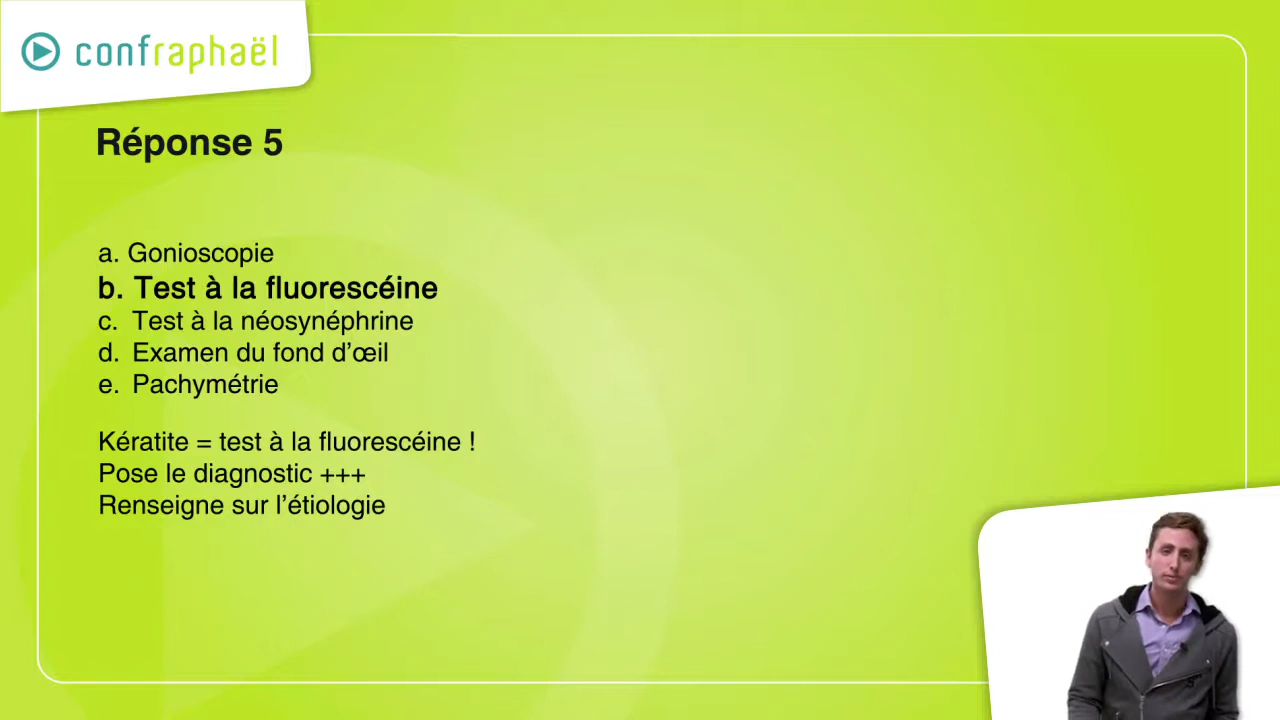 confraphaël
Réponse 5
a. Gonioscopie
b. Test à la fluorescéine
c. Test à la néosynéphrine
d. Examen du fond d’œil
e. Pachymétrie
Kératite = test à la fluorescéine !
Pose le diagnostic +++
Renseigne sur l’étiologie